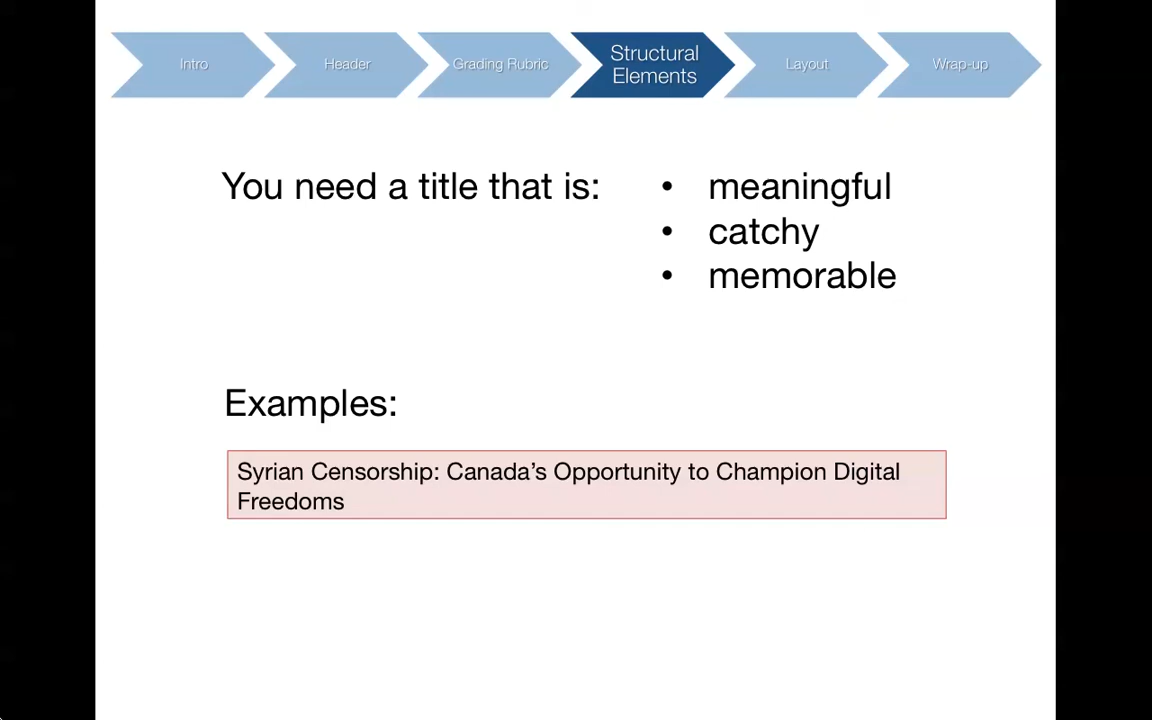 Intro
Header
Grading Rubric
Structural
Elements
Layout
Wrap-up
You need a title that is:
• meaningful
• catchy
• memorable
Examples:
Syrian Censorship: Canada’s Opportunity to Champion Digital
Freedoms